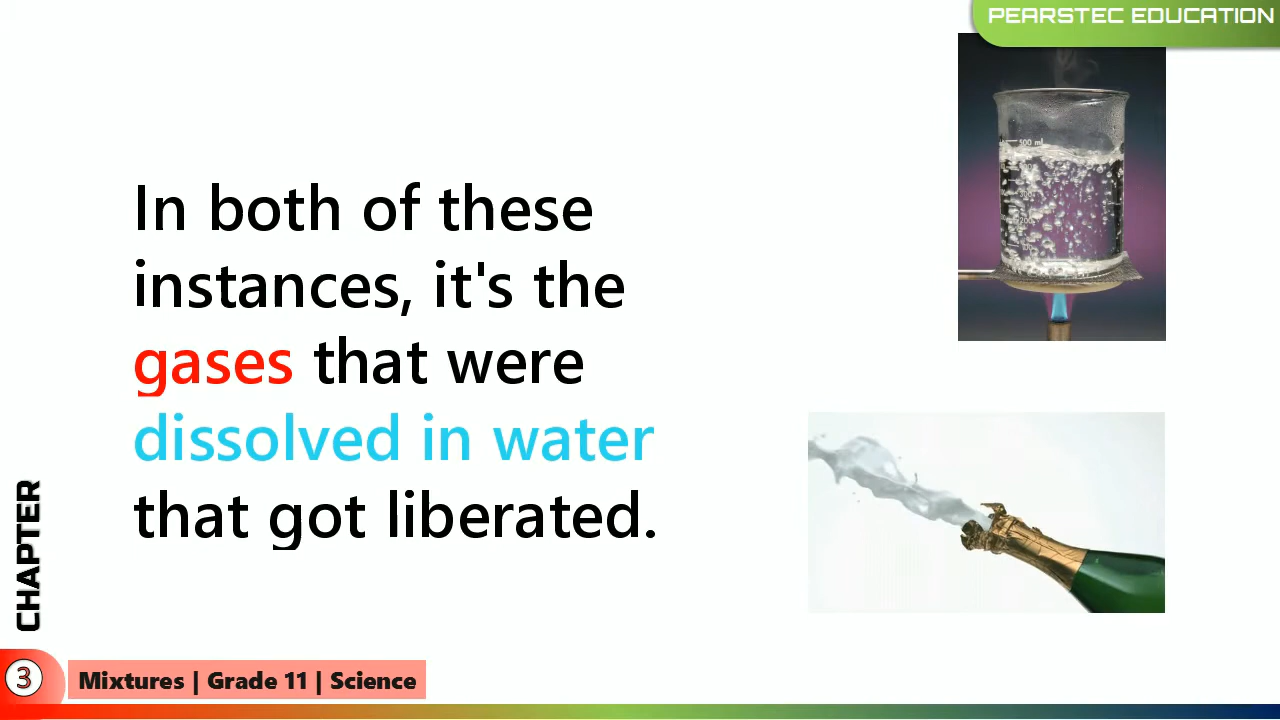 PEARSTEC EDUCATION
In both of these
instances, it's the
gases that were
dissolved in water
that got liberated.
CHAPTER
3
Mixtures | Grade 11 | Science